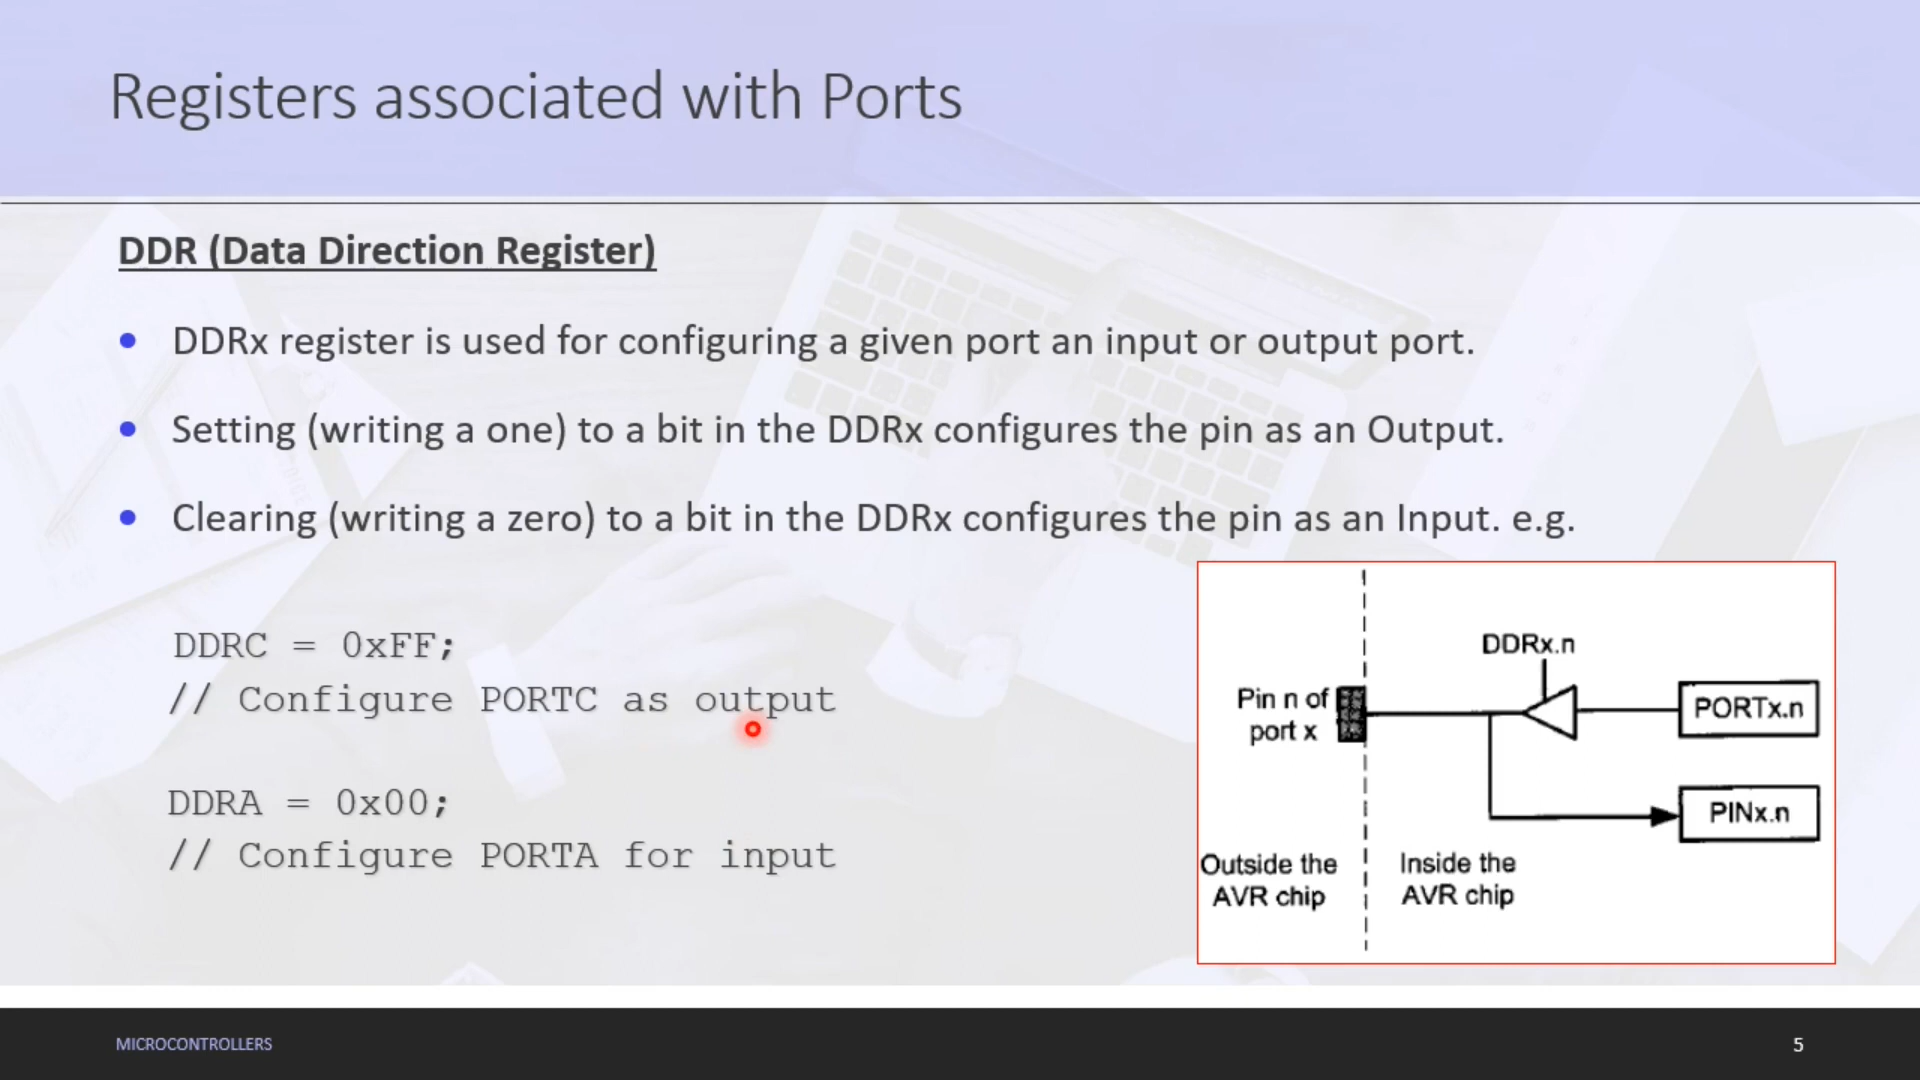 Registers associated with Ports
DDR (Data Direction Register)
• DDRx register is used for configuring a given port an input or output port.
• Setting (writing a one) to a bit in the DDRx configures the pin as an Output.
• Clearing (writing a zero) to a bit in the DDRx configures the pin as an Input. e.g.
DDRC = 0xFF;
// Configure PORTC as output
DDRA = 0x00;
// Configure PORTA for input
DDRx.n
Pin n of
port x
PORTx.n
PINx.n
Outside the
AVR chip
Inside the
AVR chip
MICROCONTROLLERS
5